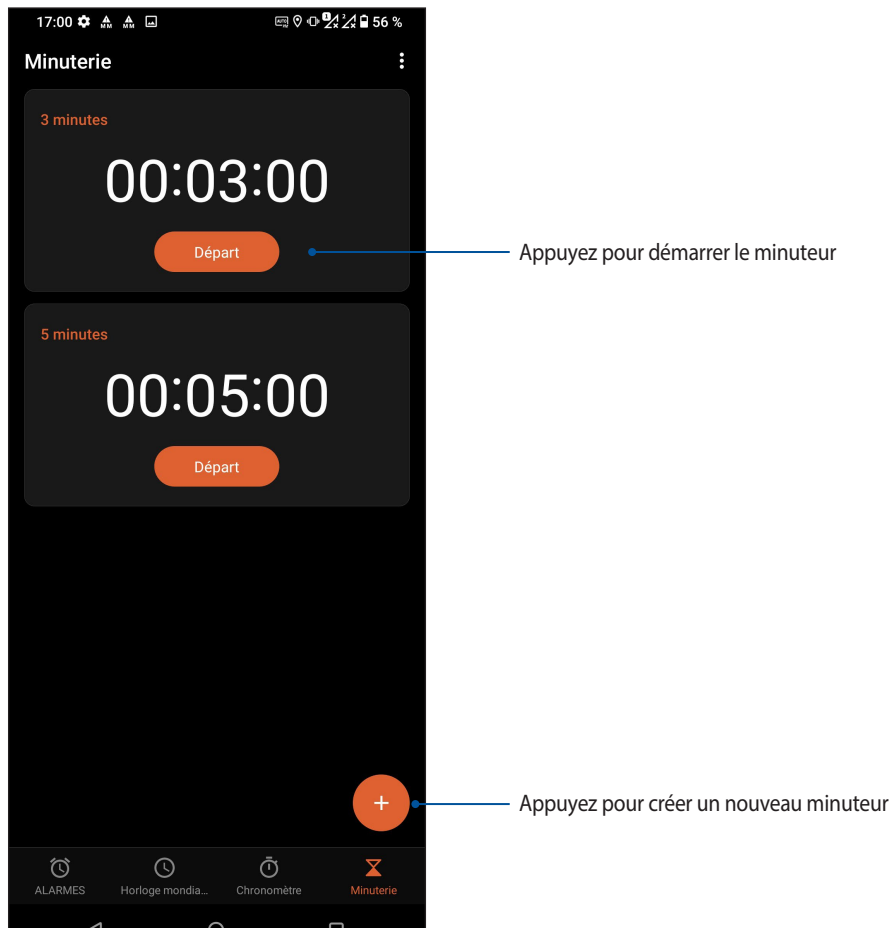 17:00 56 %
Minuterie
3 minutes
00:03:00
Départ
Appuyez pour démarrer le minuteur
5 minutes
00:05:00
Départ
+
Appuyez pour créer un nouveau minuteur
ALARMES Horloge mondia... Chronomètre Minuterie